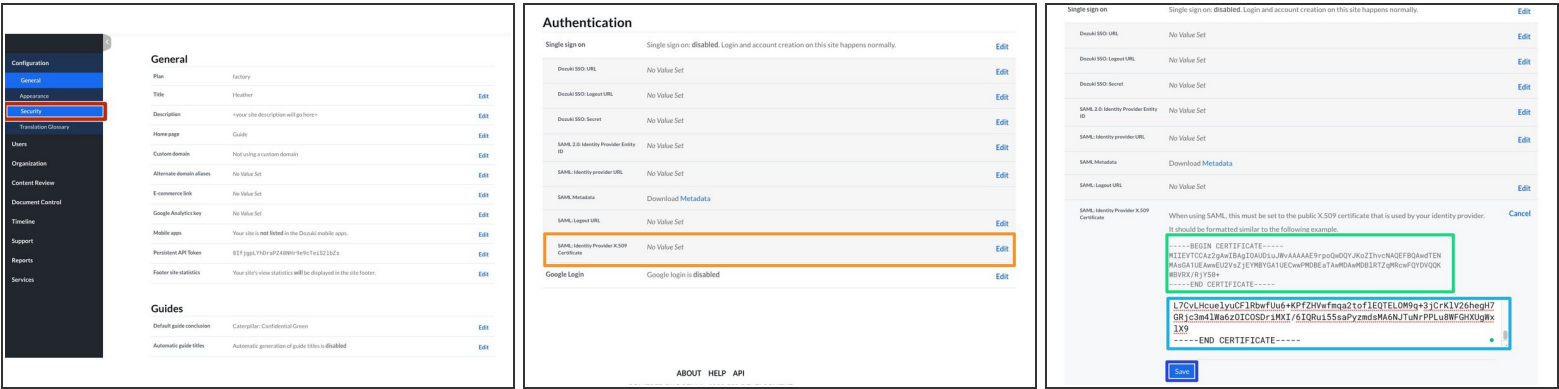 Configuration
General
Appearance
Security
Translation Glossary
Users
Organization
Content Review
Document Control
Timeline
Support
Reports
Services
General
Plan factory
Title Heather Edit
Description <your site description will go here> Edit
Home page Guide Edit
Custom domain Not using a custom domain Edit
Alternate domain aliases No Value Set Edit
E-commerce link No Value Set Edit
Google Analytics key No Value Set Edit
Mobile apps Your site is not listed in the Dozuki mobile apps. Edit
Persistent API Token Edit
Footer site statistics Your site's view statistics will be displayed in the site footer. Edit
Guides
Default guide conclusion Caterpillar: Confidential Green Edit
Automatic guide titles Automatic generation of guide titles is disabled Edit
Authentication
Single sign on Single sign on: disabled. Login and account creation on this site happens normally. Edit
Dozuki SSO: URL No Value Set Edit
Dozuki SSO: Logout URL No Value Set Edit
Dozuki SSO: Secret No Value Set Edit
SAML 2.0: Identity Provider Entity No Value Set Edit
ID
SAML: Identity provider URL No Value Set Edit
SAML Metadata Download Metadata
SAML: Logout URL No Value Set Edit
SAML: Identity Provider X.509 No Value Set Edit
Certificate
Google Login Google login is disabled Edit
ABOUT HELP API
Single sign on Single sign on: disabled. Login and account creation on this site happens normally. Edit
Dozuki SSO: URL No Value Set Edit
Dozuki SSO: Logout URL No Value Set Edit
Dozuki SSO: Secret No Value Set Edit
SAML 2.0: Identity Provider Entity No Value Set Edit
ID
SAML: Identity provider URL No Value Set Edit
SAML Metadata Download Metadata
SAML: Logout URL No Value Set Edit
SAML: Identity Provider X.509 Cancel
Certificate
When using SAML, this must be set to the public X.509 certificate that is used by your identity provider.
It should be formatted similar to the following example.
-----BEGIN CERTIFICATE-----
MIIEVTCCAz2gAwIBAgIOAUDiuJWvAAAAAE9rpoQwDQYJKoZIhvcNAQEFBQAwdTEN
MAsGA1UEAwwEU2VsZjEYMBYGA1UECwwPMDBEaTAwMDAwMDBlRTZqMRcwFQYDVQQK
WBVRX/RjY50+
-----END CERTIFICATE-----
L7CvLHcuelyuCFlRbwfUu6+KPfZHVwfmqa2toflEQTELOM9q+3jCrKlV26hegH7
GRjc3m4lWa6zOICOSDriMXI/6IQRui55saPyzmdsMA6NJTuNrPPLu8WFGHXUgWx
lX9
-----END CERTIFICATE-----
Save